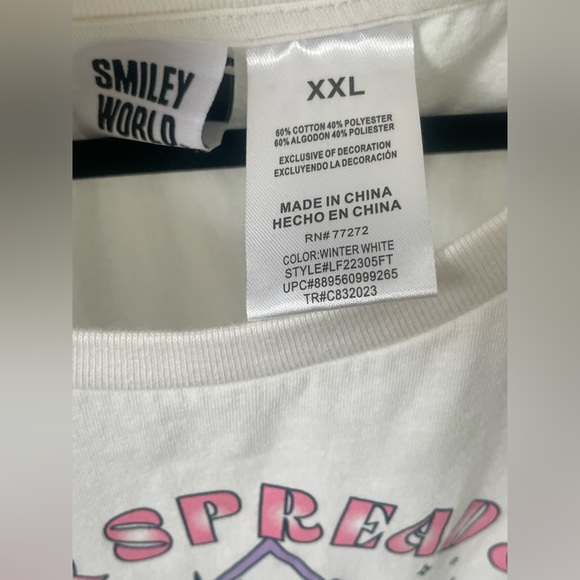 SMILEY
WORLD
XXL
60% COTTON 40% POLYESTER
60% ALGODON 40% POLIESTER
EXCLUSIVE OF DECORATION
EXCLUYENDO LA DECORACIÓN
MADE IN CHINA
HECHO EN CHINA
RN# 77272
COLOR:WINTER WHITE
STYLE#LF22305FT
UPC#889560999265
TR#C832023
SPREAD